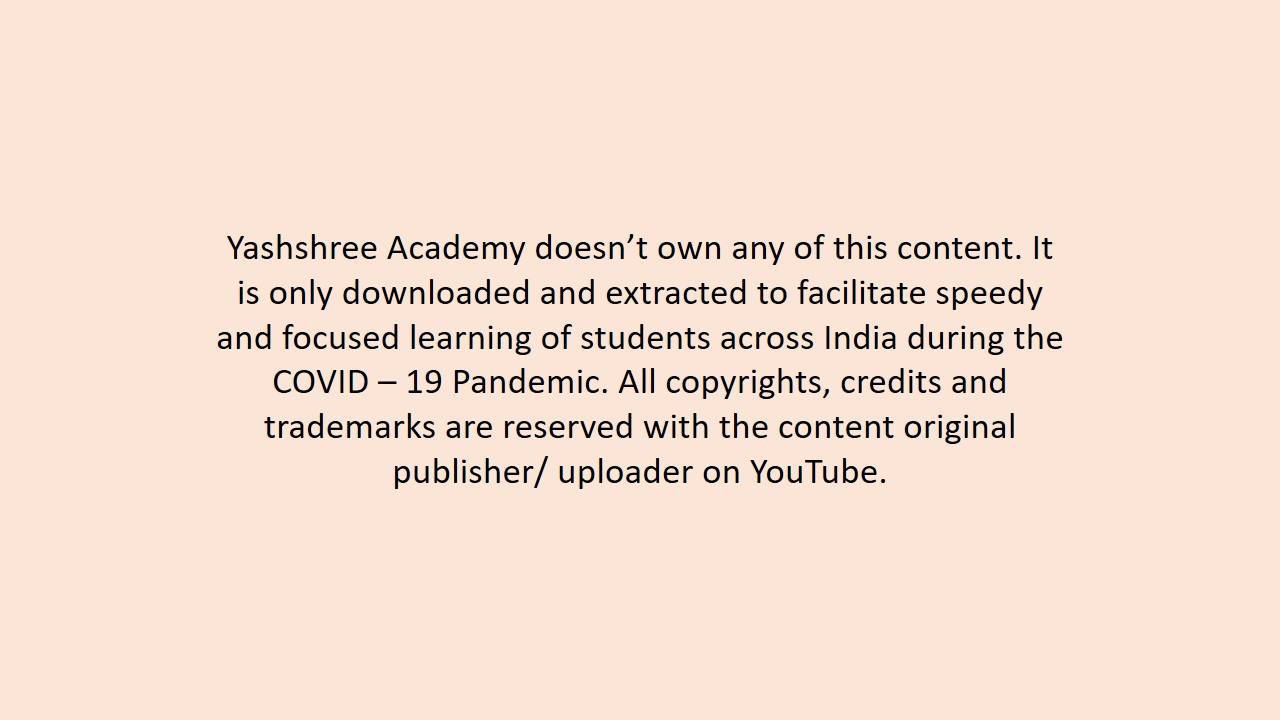 Yashshree Academy doesn’t own any of this content. It
is only downloaded and extracted to facilitate speedy
and focused learning of students across India during the
COVID – 19 Pandemic. All copyrights, credits and
trademarks are reserved with the content original
publisher/ uploader on YouTube.